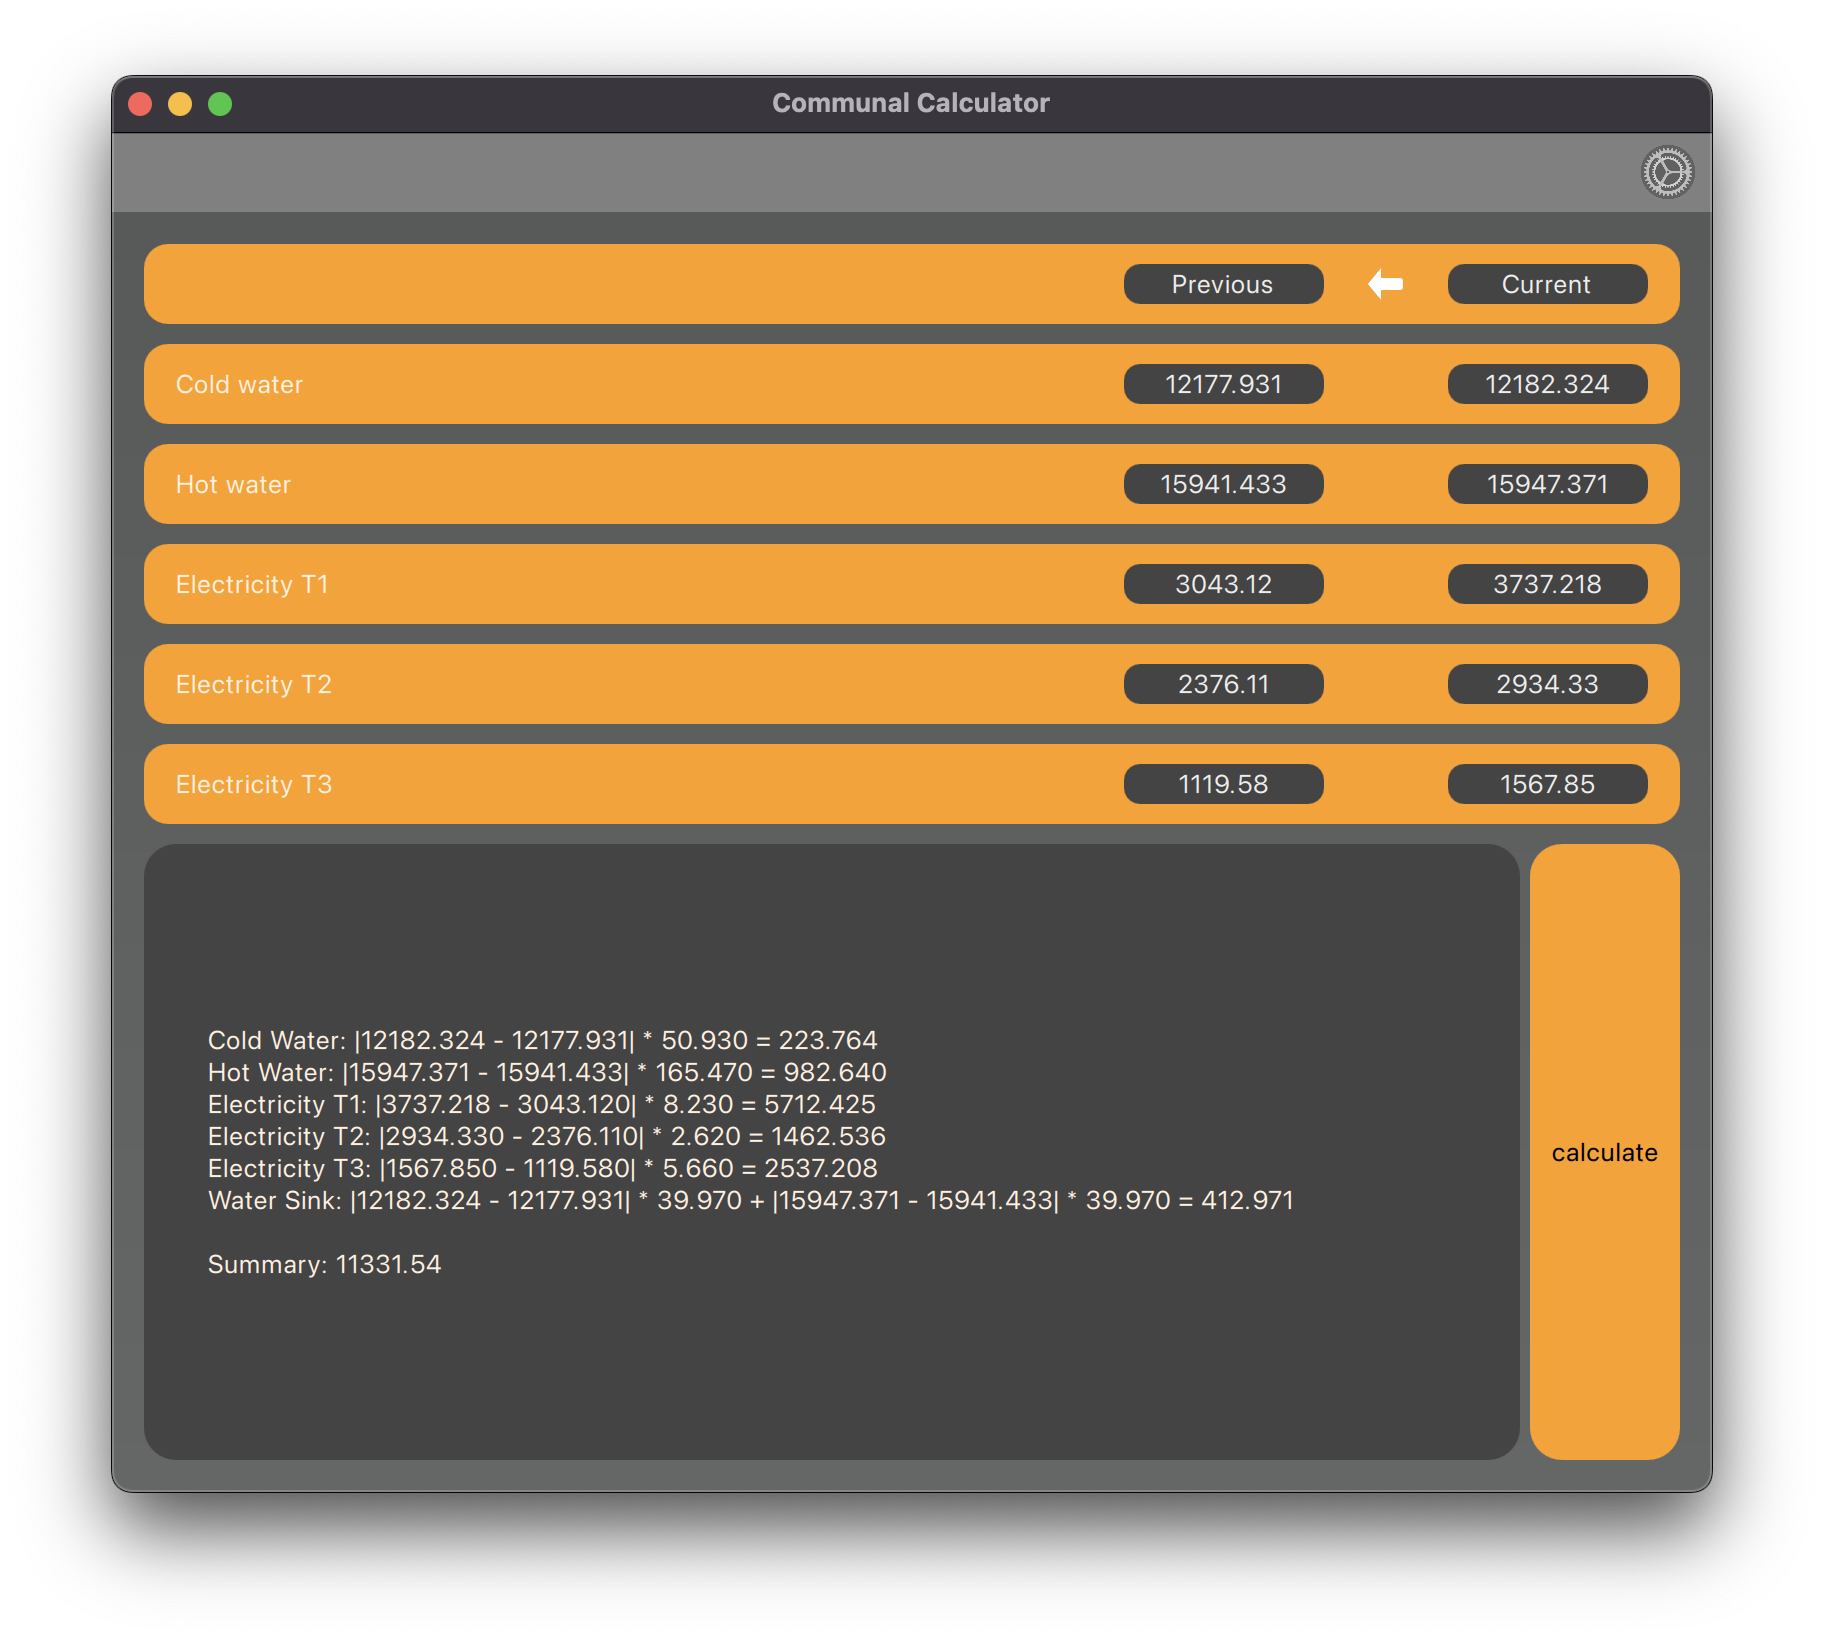 Communal Calculator
Previous Current
Cold water 12177.931 12182.324
Hot water 15941.433 15947.371
Electricity T1 3043.12 3737.218
Electricity T2 2376.11 2934.33
Electricity T3 1119.58 1567.85
Cold Water: |12182.324 - 12177.931| * 50.930 = 223.764
Hot Water: |15947.371 - 15941.433| * 165.470 = 982.640
Electricity T1: |3737.218 - 3043.120| * 8.230 = 5712.425
Electricity T2: |2934.330 - 2376.110| * 2.620 = 1462.536
Electricity T3: |1567.850 - 1119.580| * 5.660 = 2537.208
Water Sink: |12182.324 - 12177.931| * 39.970 + |15947.371 - 15941.433| * 39.970 = 412.971
Summary: 11331.54
calculate